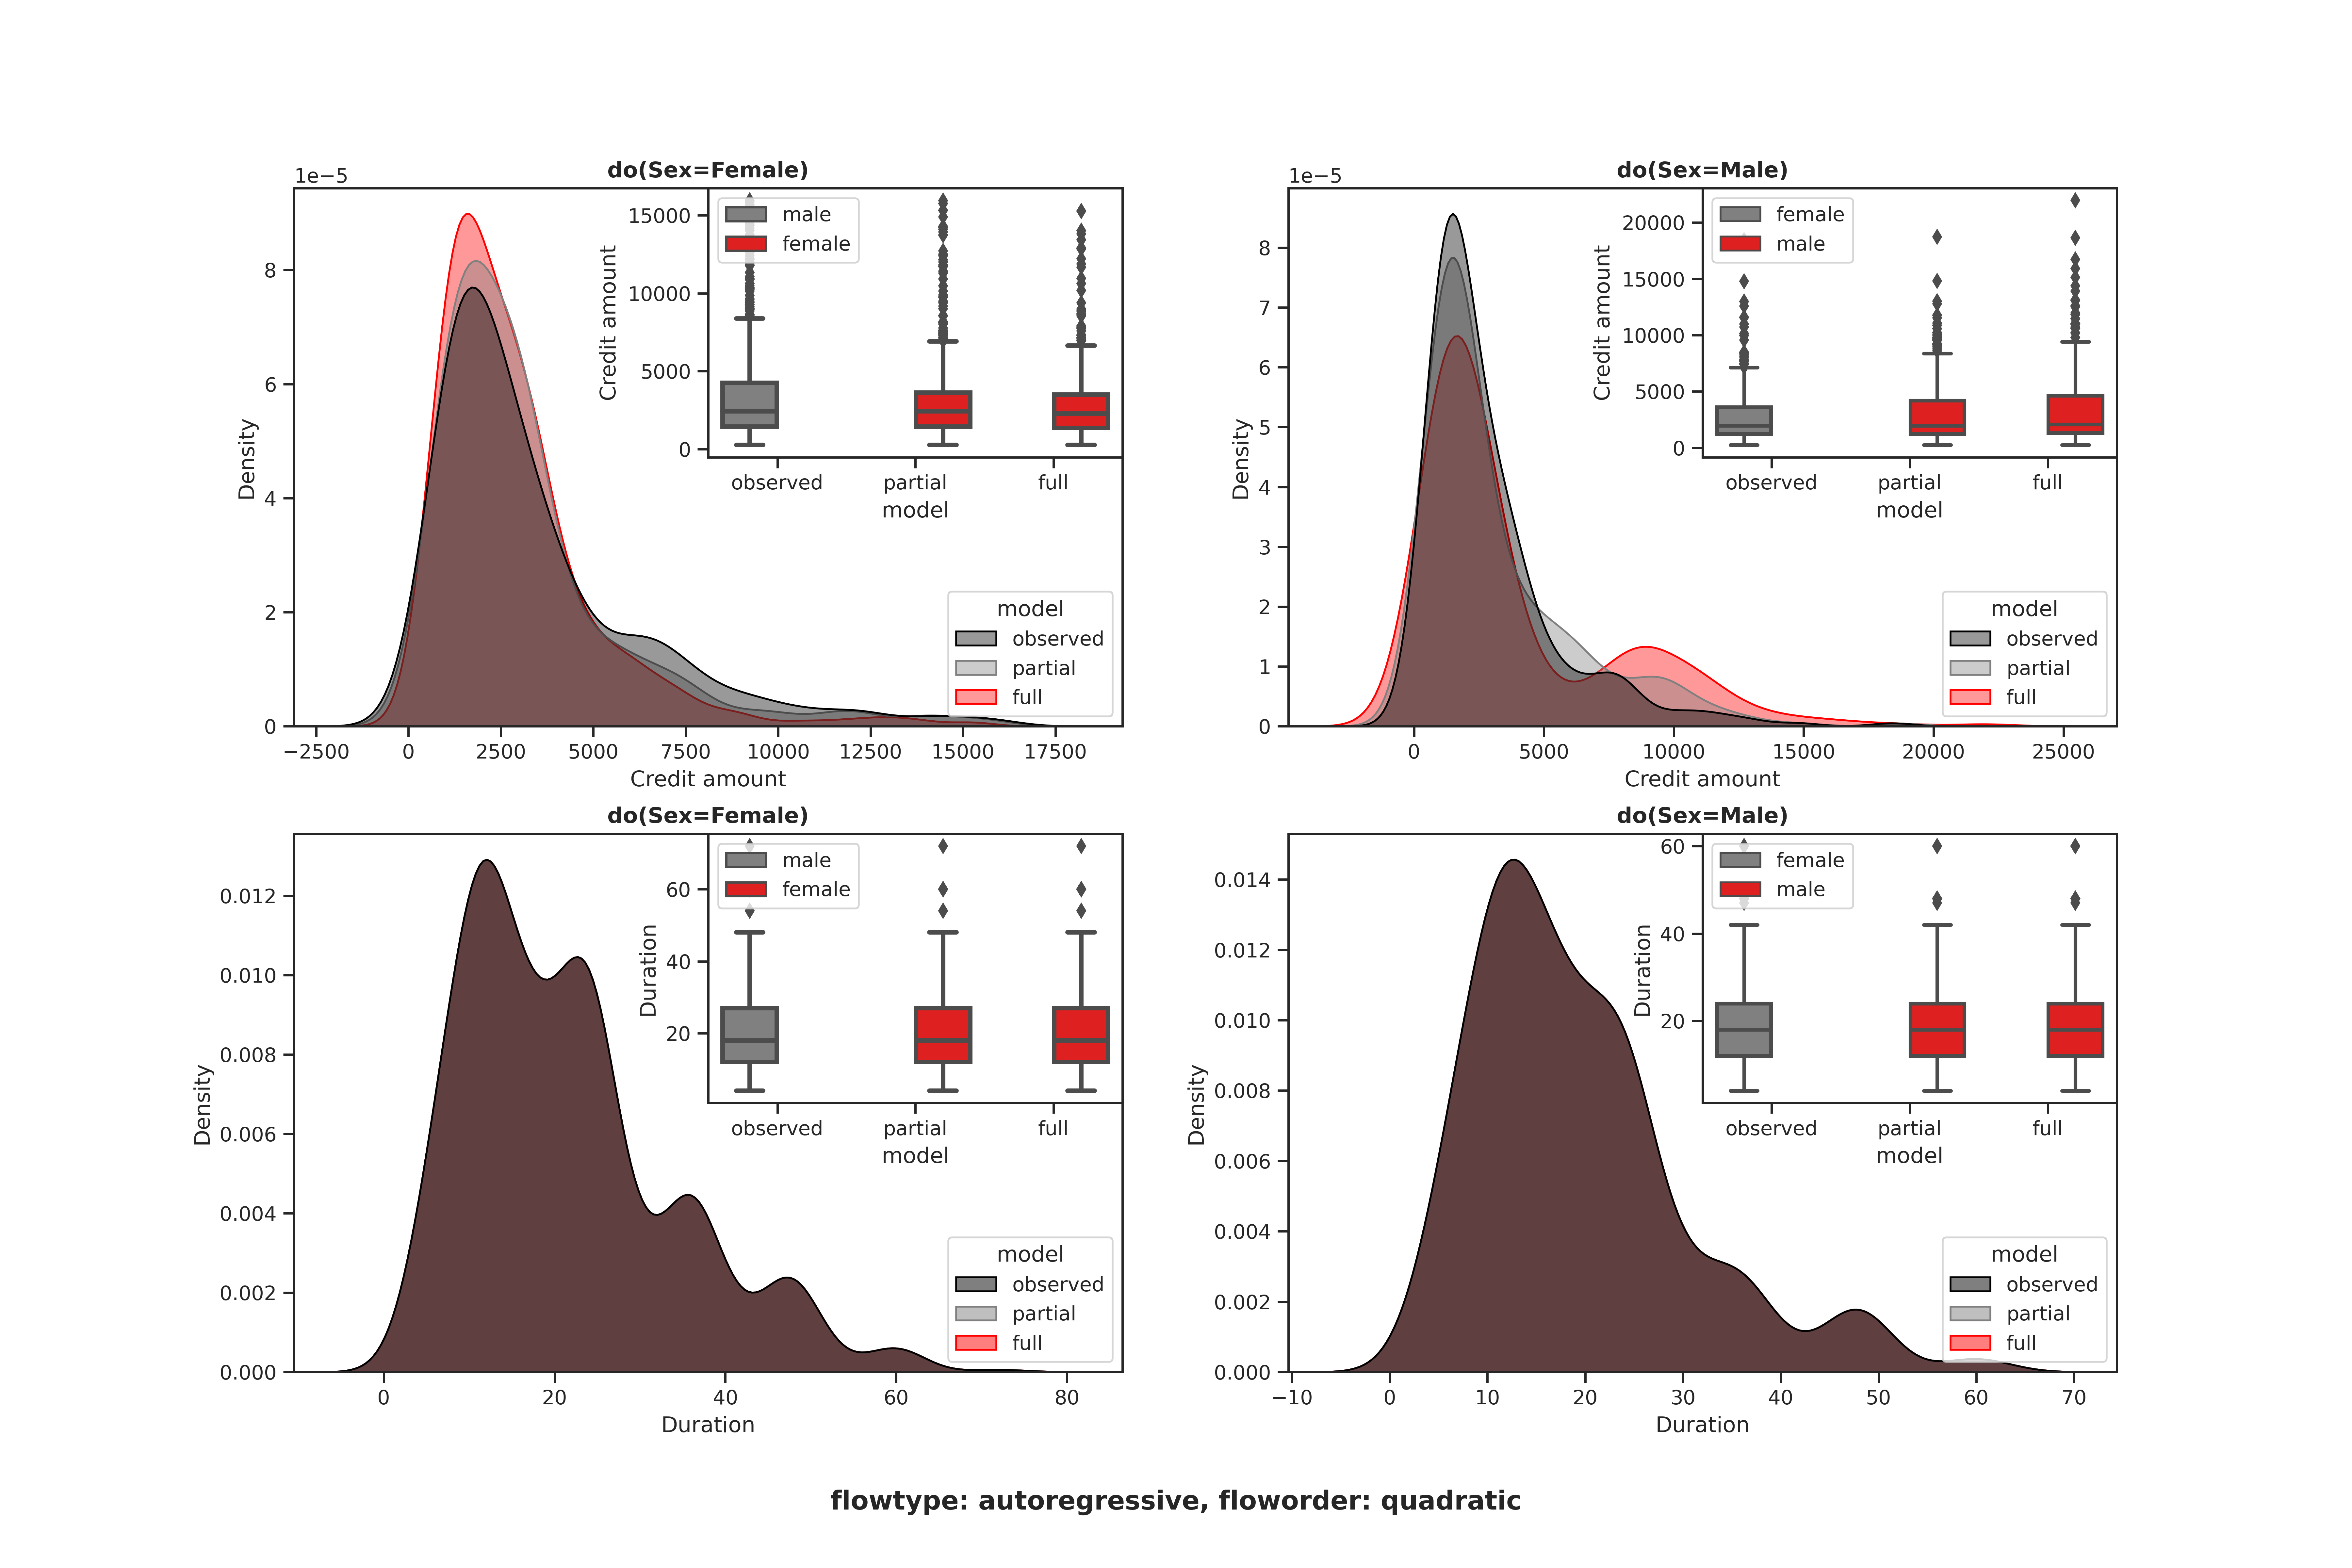 do(Sex=Female)
1e−5
male
female
15000
10000
5000
0
Credit amount
observed partial full
model
8
6
4
2
0
Density
model
observed
partial
full
−2500 0 2500 5000 7500 10000 12500 15000 17500
Credit amount
do(Sex=Male)
1e−5
female
male
20000
15000
10000
5000
0
Credit amount
observed partial full
model
8
7
6
5
4
3
2
1
0
Density
model
observed
partial
full
0 5000 10000 15000 20000 25000
Credit amount
do(Sex=Female)
male
female
60
40
20
Duration
observed partial full
model
0.012
0.010
0.008
0.006
0.004
0.002
0.000
Density
model
observed
partial
full
0 20 40 60 80
Duration
do(Sex=Male)
female
male
60
40
20
Duration
observed partial full
model
0.014
0.012
0.010
0.008
0.006
0.004
0.002
0.000
Density
model
observed
partial
full
−10 0 10 20 30 40 50 60 70
Duration
flowtype: autoregressive, floworder: quadratic